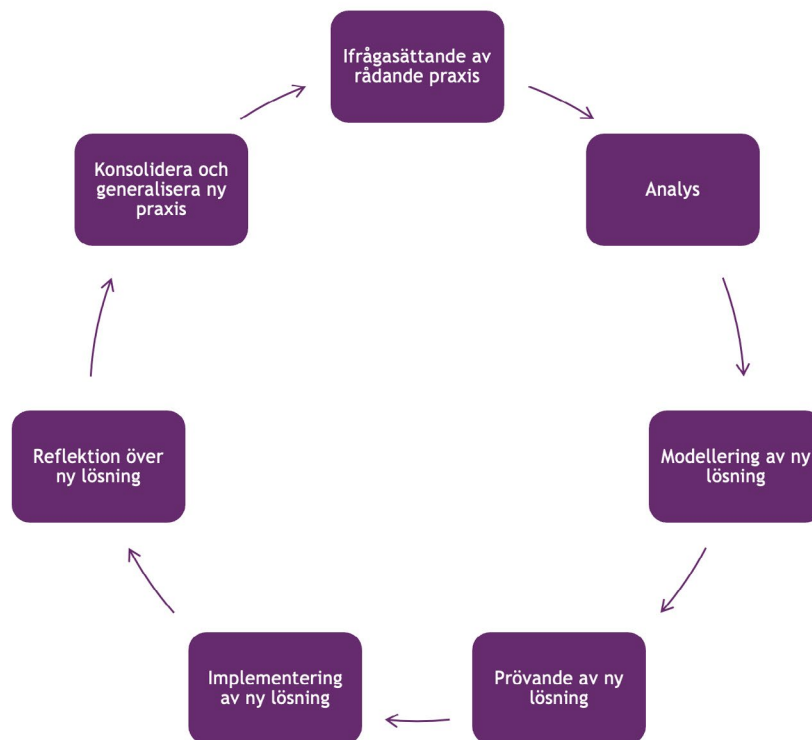 Ifrågasättande av
rådande praxis
Analys
Modellering av ny
lösning
Prövande av ny
lösning
Implementering
av ny lösning
Reflektion över
ny lösning
Konsolidera och
generalisera ny
praxis